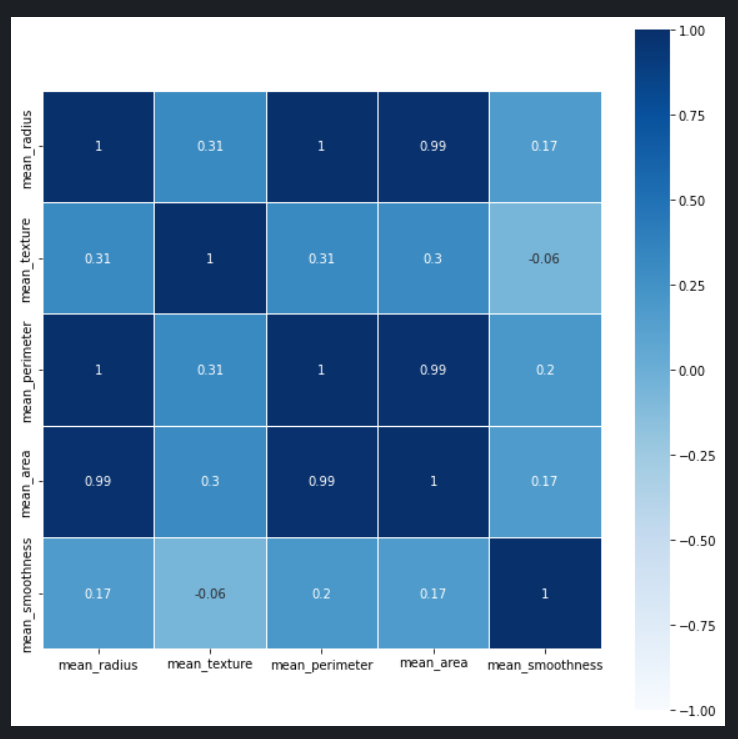 1.00
mean_radius 1 0.31 1 0.99 0.17
0.75
0.50
mean_texture 0.31 1 0.31 0.3 -0.06
0.25
mean_perimeter 1 0.31 1 0.99 0.2
0.00
−0.25
mean_area 0.99 0.3 0.99 1 0.17
−0.50
mean_smoothness 0.17 -0.06 0.2 0.17 1
−0.75
mean_radius mean_texture mean_perimeter mean_area mean_smoothness
−1.00